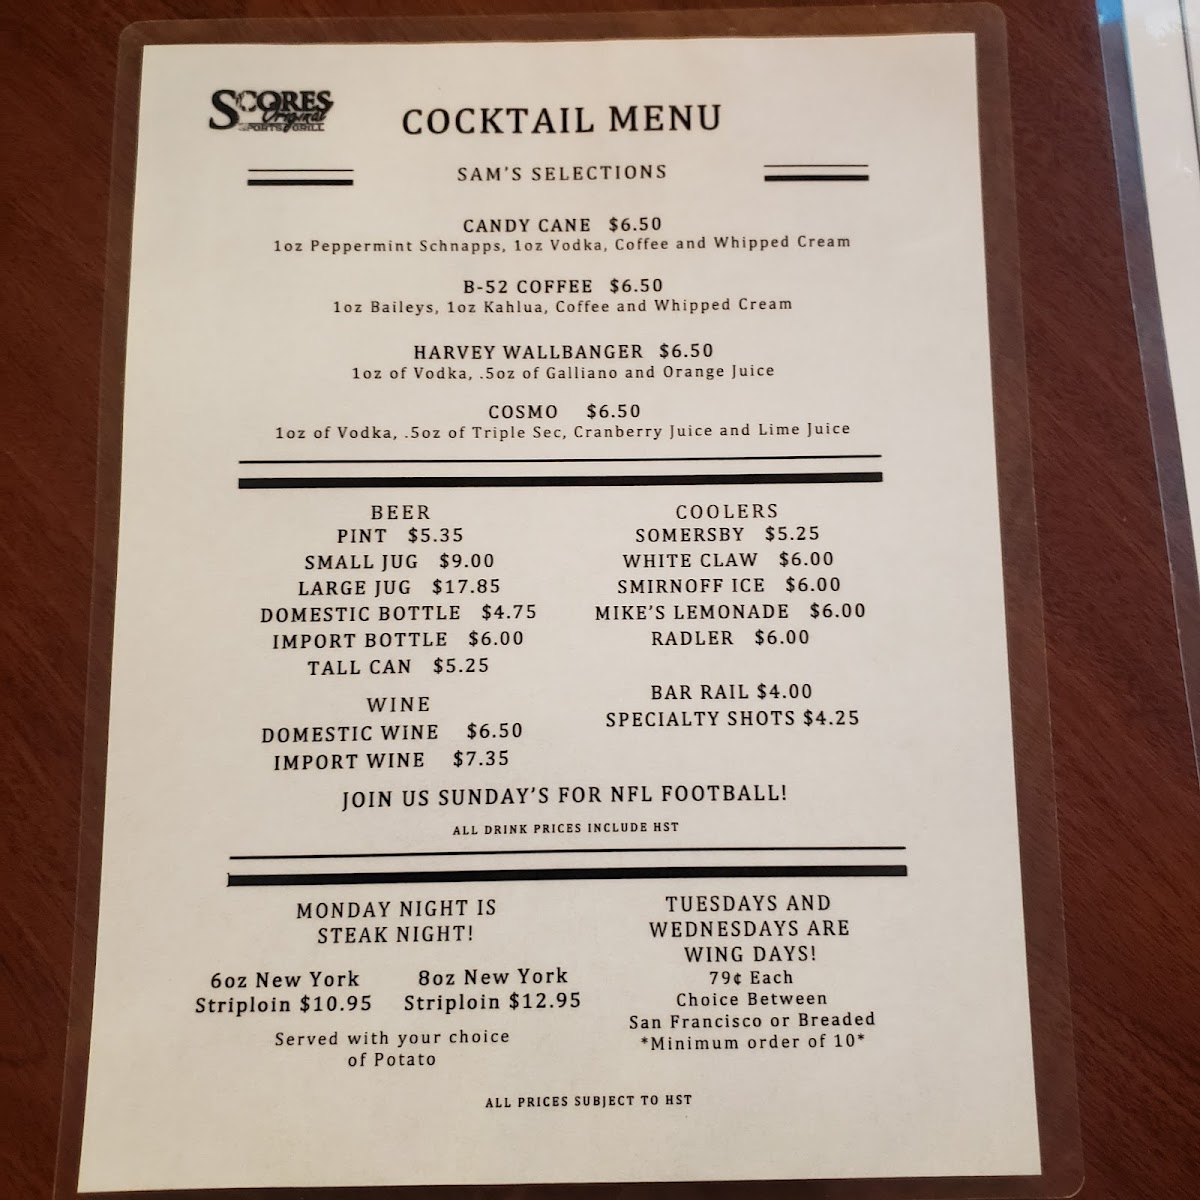 SCORES
Original
SPORTS GRILL
COCKTAIL MENU
SAM'S SELECTIONS
CANDY CANE $6.50
1oz Peppermint Schnapps, 1oz Vodka, Coffee and Whipped Cream
B-52 COFFEE $6.50
1oz Baileys, 1oz Kahlua, Coffee and Whipped Cream
HARVEY WALLBANGER $6.50
1oz of Vodka, .5oz of Galliano and Orange Juice
COSMO $6.50
1oz of Vodka, .5oz of Triple Sec, Cranberry Juice and Lime Juice
BEER
PINT $5.35
SMALL JUG $9.00
LARGE JUG $17.85
DOMESTIC BOTTLE $4.75
IMPORT BOTTLE $6.00
TALL CAN $5.25
WINE
DOMESTIC WINE $6.50
IMPORT WINE $7.35
COOLERS
SOMERSBY $5.25
WHITE CLAW $6.00
SMIRNOFF ICE $6.00
MIKE'S LEMONADE $6.00
RADLER $6.00
BAR RAIL $4.00
SPECIALTY SHOTS $4.25
JOIN US SUNDAY'S FOR NFL FOOTBALL!
ALL DRINK PRICES INCLUDE HST
MONDAY NIGHT IS
STEAK NIGHT!
6oz New York
Striploin $10.95
8oz New York
Striploin $12.95
Served with your choice
of Potato
TUESDAYS AND
WEDNESDAYS ARE
WING DAYS!
79¢ Each
Choice Between
San Francisco or Breaded
*Minimum order of 10*
ALL PRICES SUBJECT TO HST